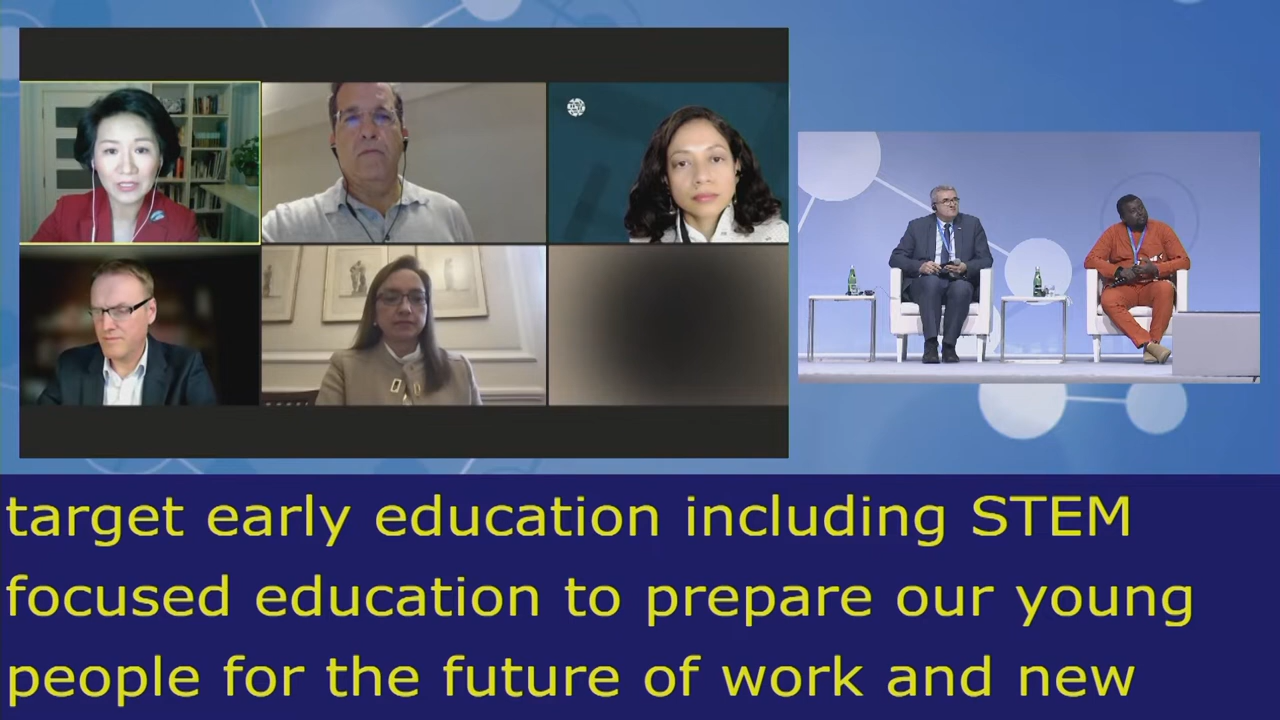 target early education including STEM
focused education to prepare our young
people for the future of work and new